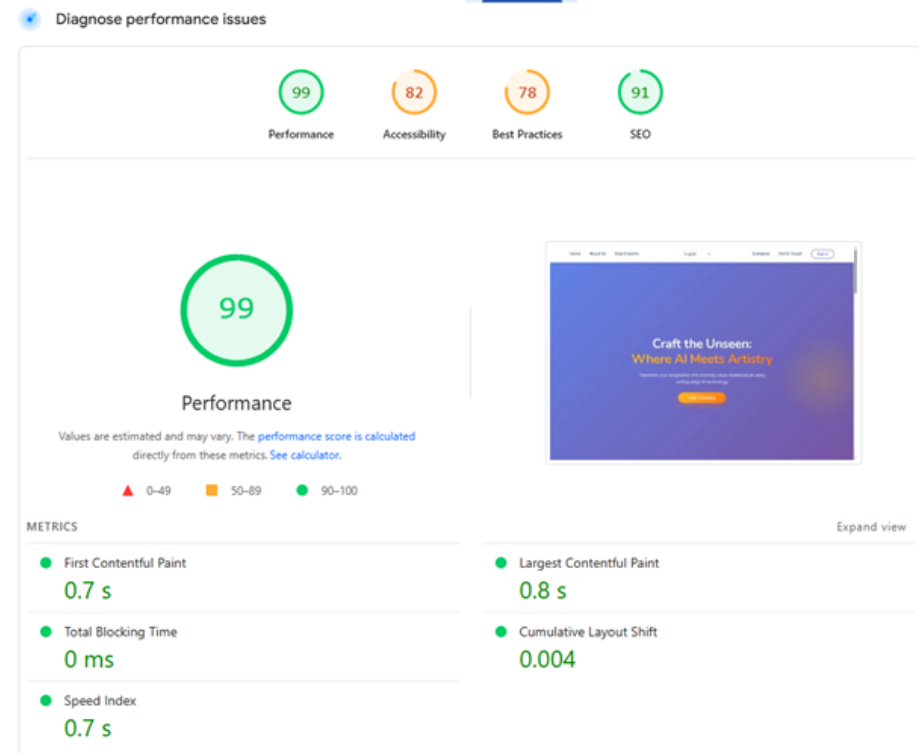 Diagnose performance issues
99
82
78
91
Performance
Accessibility
Best Practices
SEO
99
Performance
Values are estimated and may vary. The performance score is calculated
directly from these metrics. See calculator.
0–49
50–89
90–100
Craft the Unseen:
Where AI Meets Artistry
METRICS
Expand view
First Contentful Paint
0.7 s
Largest Contentful Paint
0.8 s
Total Blocking Time
0 ms
Cumulative Layout Shift
0.004
Speed Index
0.7 s